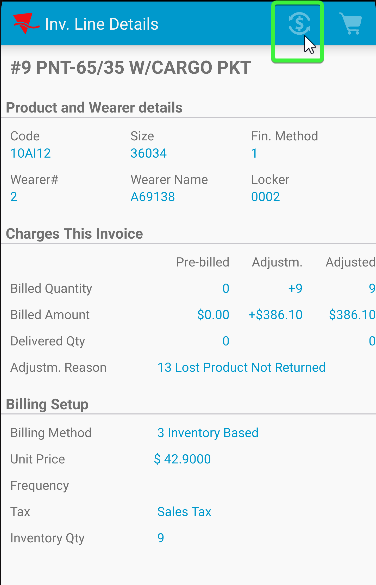 Inv. Line Details
#9 PNT-65/35 W/CARGO PKT
Product and Wearer details
Code Size Fin. Method
10AI12 36034 1
Wearer# Wearer Name Locker
2 A69138 0002
Charges This Invoice
Pre-billed Adjustm. Adjusted
Billed Quantity 0 +9 9
Billed Amount $0.00 +$386.10 $386.10
Delivered Qty 0 0
Adjustm. Reason 13 Lost Product Not Returned
Billing Setup
Billing Method 3 Inventory Based
Unit Price $ 42.9000
Frequency
Tax Sales Tax
Inventory Qty 9